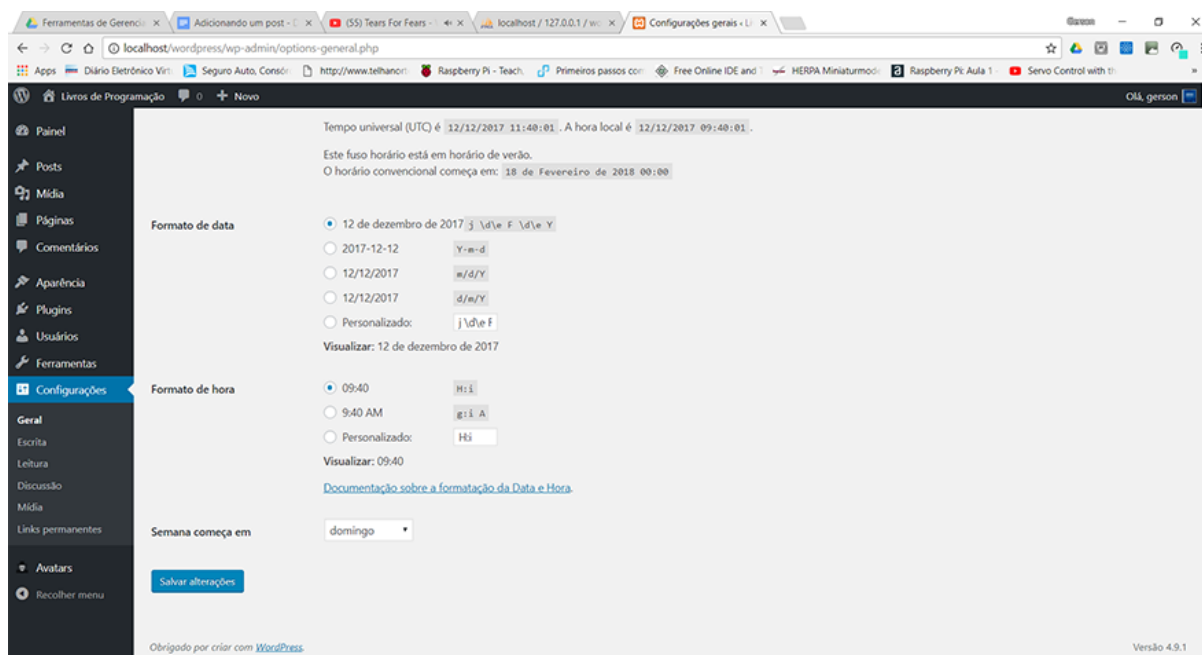 Ferramentas de Gerencia
Adicionando um post - D
(55) Tears For Fears -
localhost / 127.0.0.1 / wo
Configurações gerais ‹ Li
Gerson
localhost/wordpress/wp-admin/options-general.php
Apps
Diário Eletrônico Virt
Seguro Auto, Consór
http://www.telhanort
Raspberry Pi - Teach,
Primeiros passos com
Free Online IDE and
HERPA Miniaturmod
Raspberry Pi: Aula 1 -
Servo Control with th
Livros de Programação
0
Novo
Olá, gerson
Painel
Posts
Mídia
Páginas
Comentários
Aparência
Plugins
Usuários
Ferramentas
Configurações
Geral
Escrita
Leitura
Discussão
Mídia
Links permanentes
Avatars
Recolher menu
Tempo universal (UTC) é 12/12/2017 11:40:01 . A hora local é 12/12/2017 09:40:01 .
Este fuso horário está em horário de verão.
O horário convencional começa em: 18 de Fevereiro de 2018 00:00
Formato de data
12 de dezembro de 2017 j \d\e F \d\e Y
2017-12-12 Y-m-d
12/12/2017 m/d/Y
12/12/2017 d/m/Y
Personalizado: j \d\e F
Visualizar: 12 de dezembro de 2017
Formato de hora
09:40 H:i
9:40 AM g:i A
Personalizado: H:i
Visualizar: 09:40
Documentação sobre a formatação da Data e Hora.
Semana começa em domingo
Salvar alterações
Obrigado por criar com WordPress.
Versão 4.9.1